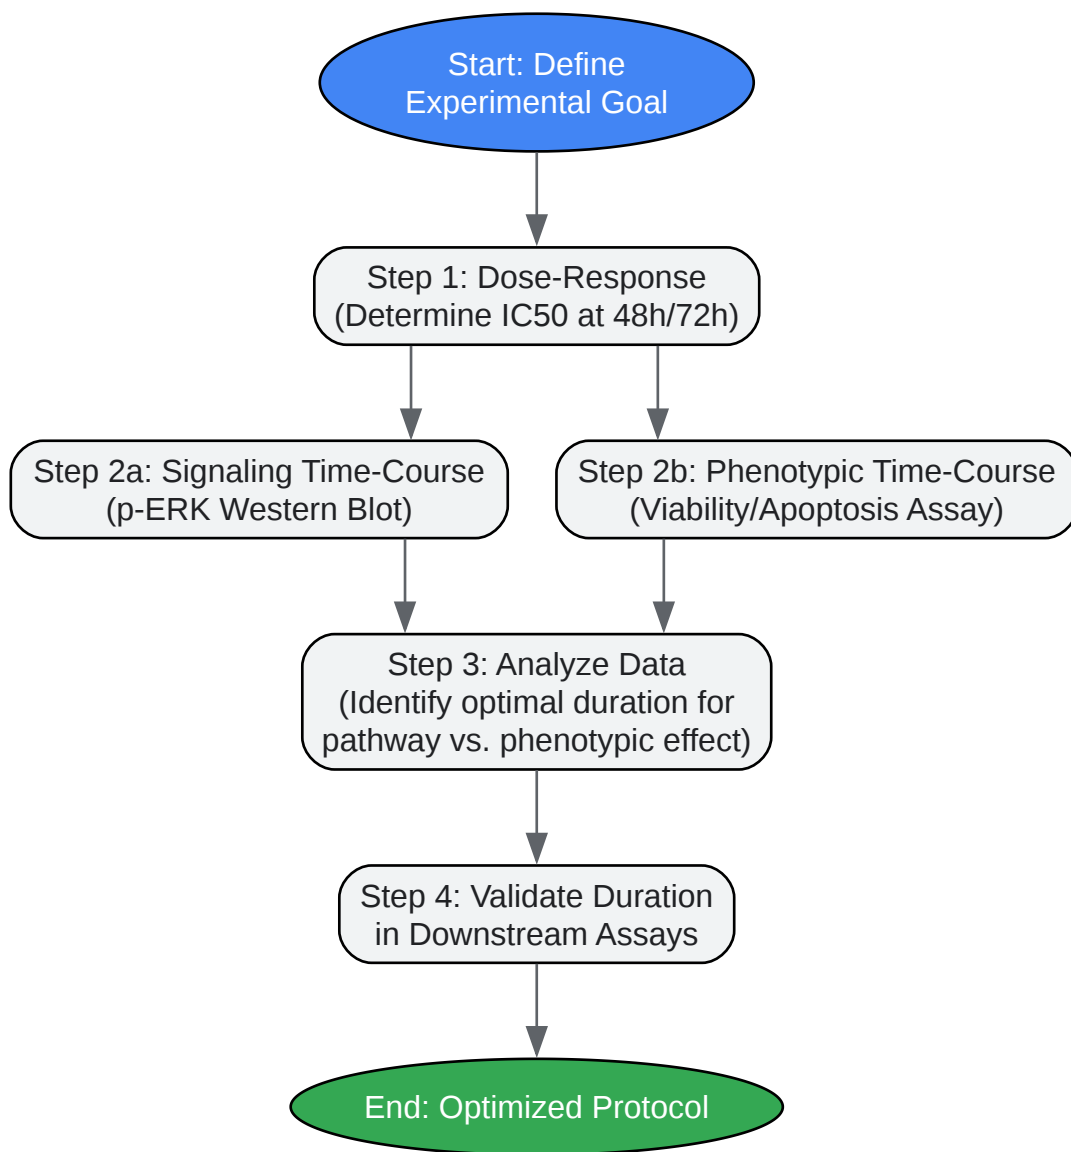 Start: Define
Experimental Goal
Step 1: Dose-Response
(Determine IC50 at 48h/72h)
Step 2a: Signaling Time-Course
(p-ERK Western Blot)
Step 2b: Phenotypic Time-Course
(Viability/Apoptosis Assay)
Step 3: Analyze Data
(Identify optimal duration for
pathway vs. phenotypic effect)
Step 4: Validate Duration
in Downstream Assays
End: Optimized Protocol